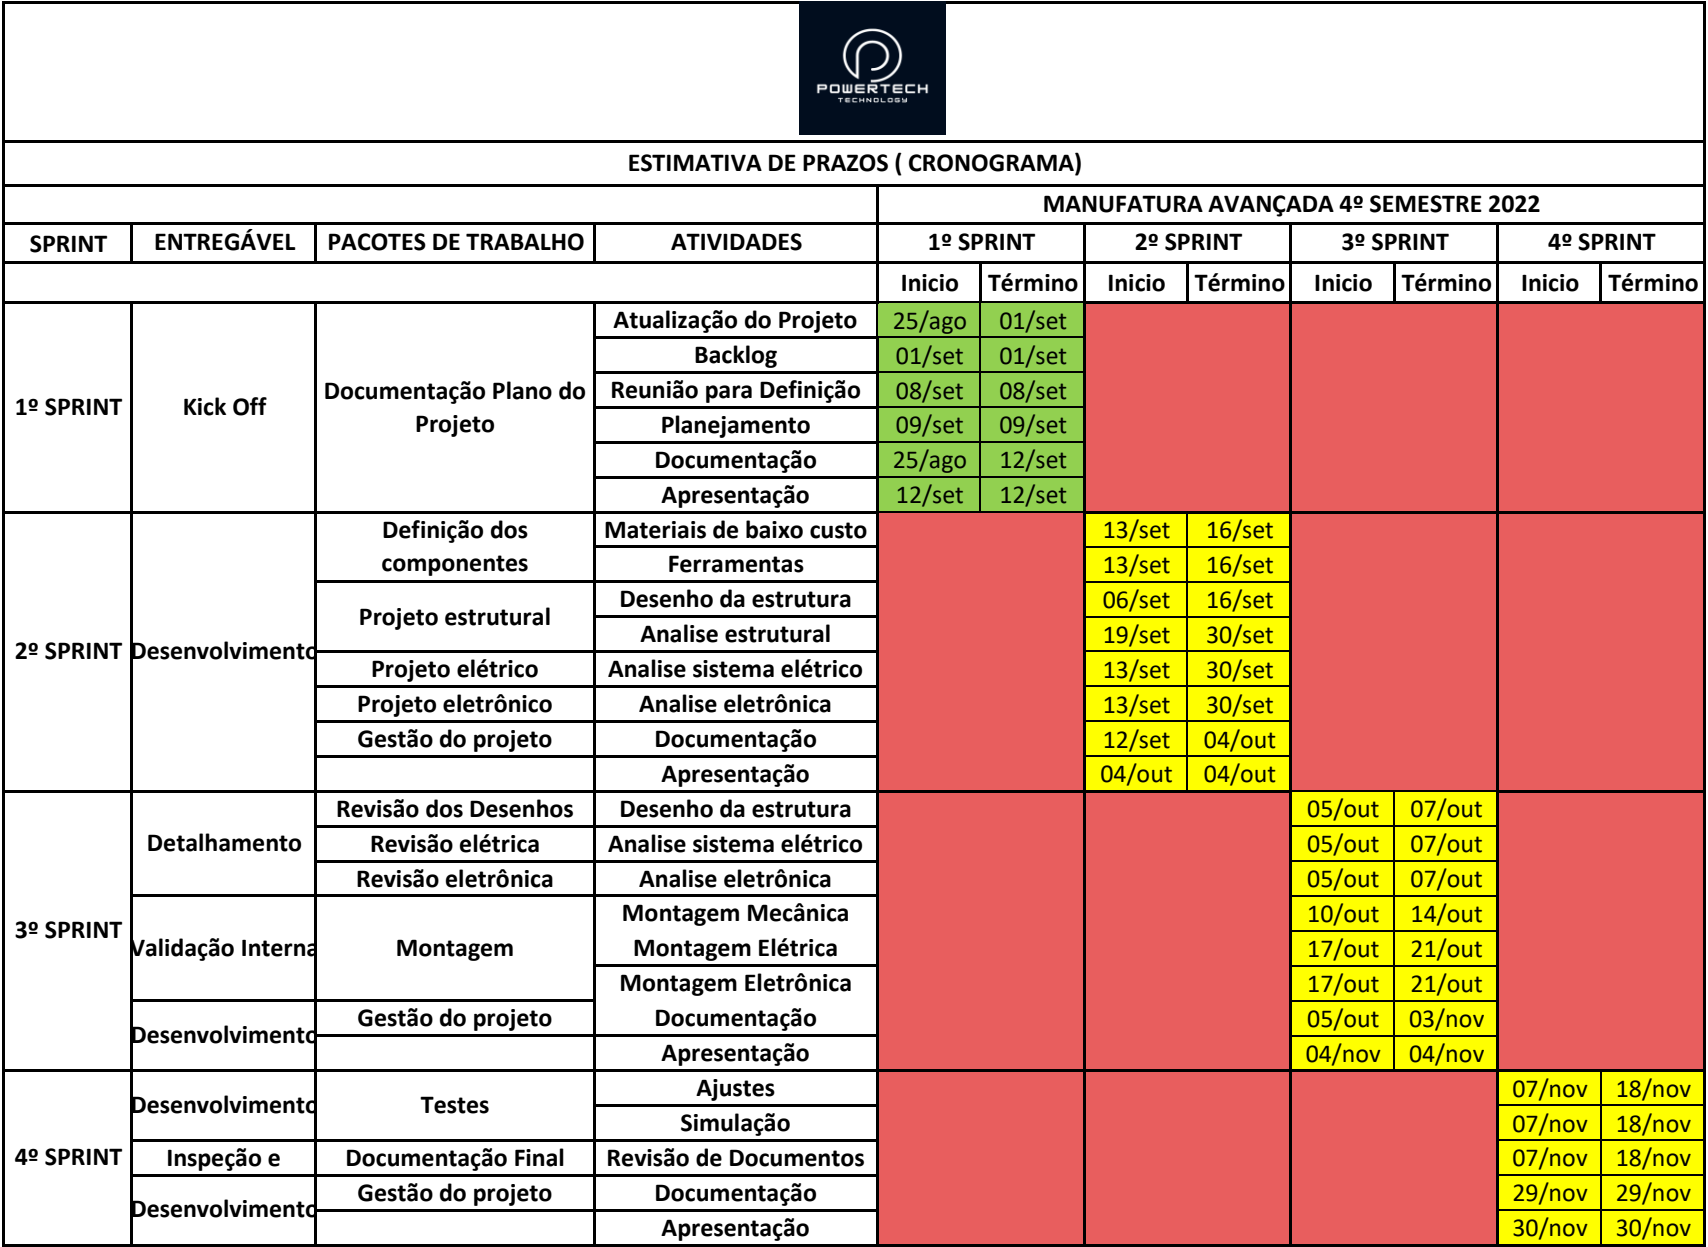 POWERTECH
TECHNOLOGY
ESTIMATIVA DE PRAZOS ( CRONOGRAMA)
MANUFATURA AVANÇADA 4º SEMESTRE 2022
SPRINT ENTREGÁVEL PACOTES DE TRABALHO ATIVIDADES 1º SPRINT 2º SPRINT 3º SPRINT 4º SPRINT
Inicio Término Inicio Término Inicio Término Inicio Término
1º SPRINT
Kick Off
Documentação Plano do
Projeto
Atualização do Projeto 25/ago 01/set
Backlog 01/set 01/set
Reunião para Definição 08/set 08/set
Planejamento 09/set 09/set
Documentação 25/ago 12/set
Apresentação 12/set 12/set
2º SPRINT
Desenvolvimento
Definição dos
componentes
Materiais de baixo custo 13/set 16/set
Ferramentas 13/set 16/set
Projeto estrutural
Desenho da estrutura 06/set 16/set
Analise estrutural 19/set 30/set
Projeto elétrico Analise sistema elétrico 13/set 30/set
Projeto eletrônico Analise eletrônica 13/set 30/set
Gestão do projeto Documentação 12/set 04/out
Apresentação 04/out 04/out
3º SPRINT
Detalhamento
Revisão dos Desenhos Desenho da estrutura 05/out 07/out
Revisão elétrica Analise sistema elétrico 05/out 07/out
Revisão eletrônica Analise eletrônica 05/out 07/out
Validação Interna
Montagem
Montagem Mecânica 10/out 14/out
Montagem Elétrica 17/out 21/out
Montagem Eletrônica 17/out 21/out
Desenvolvimento
Gestão do projeto Documentação 05/out 03/nov
Apresentação 04/nov 04/nov
4º SPRINT
Desenvolvimento
Testes
Ajustes 07/nov 18/nov
Simulação 07/nov 18/nov
Inspeção e Documentação Final Revisão de Documentos 07/nov 18/nov
Desenvolvimento
Gestão do projeto Documentação 29/nov 29/nov
Apresentação 30/nov 30/nov